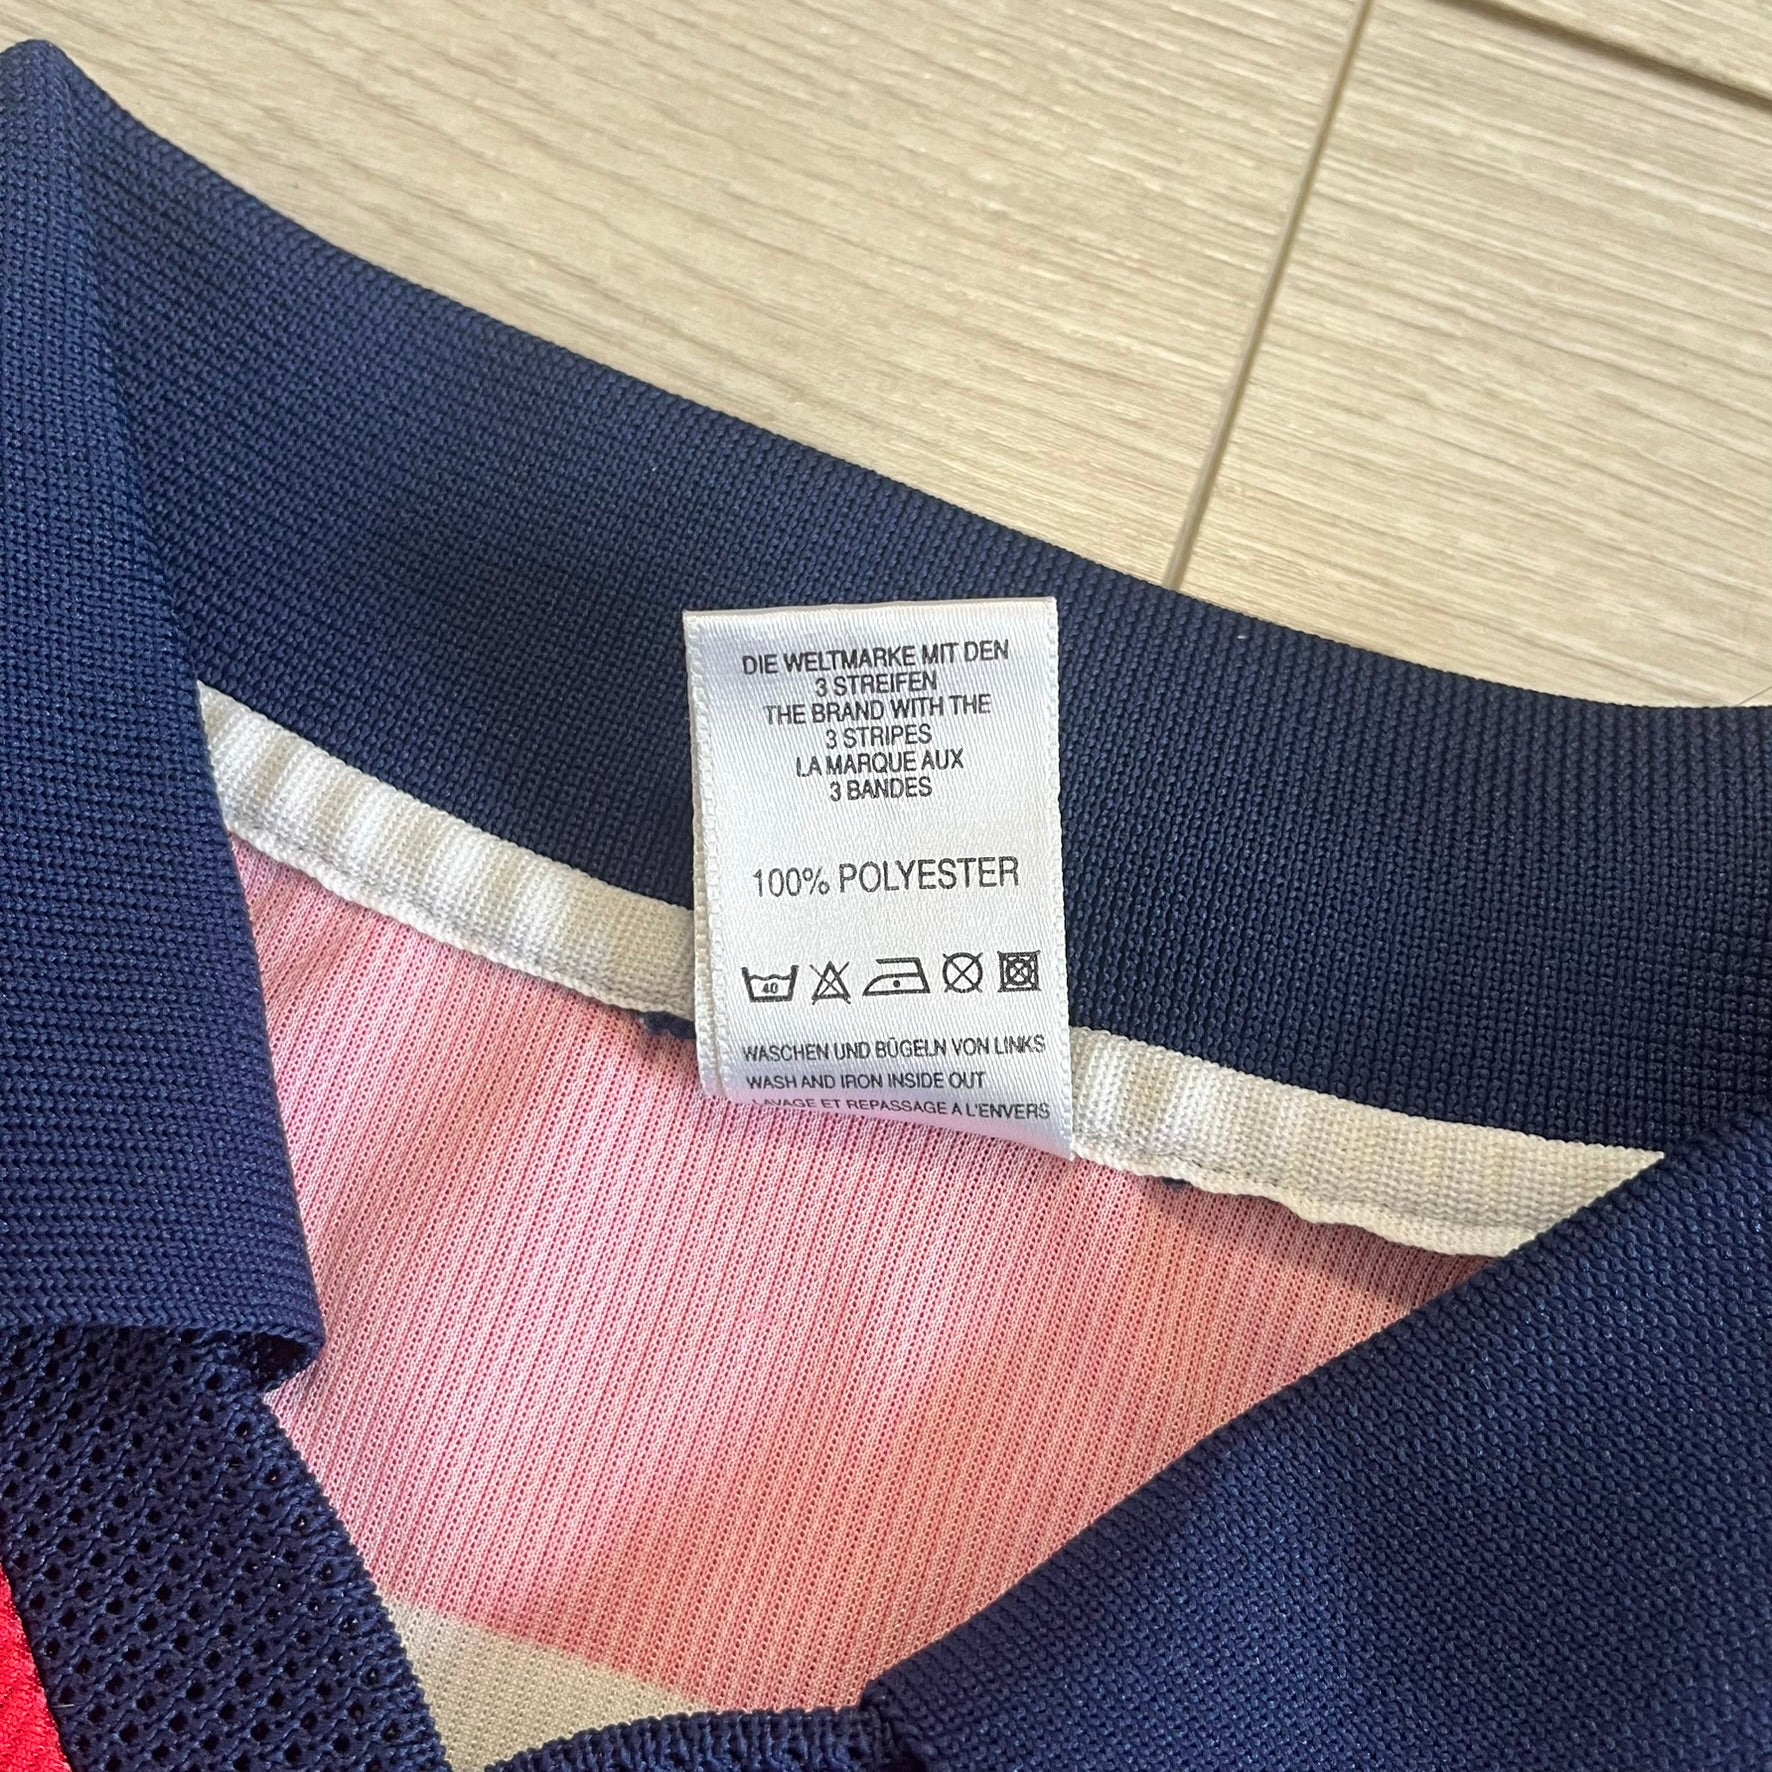 DIE WELTMARKE MIT DEN
3 STREIFEN
THE BRAND WITH THE
3 STRIPES
LA MARQUE AUX
3 BANDES
100% POLYESTER
40
WASCHEN UND BÜGELN VON LINKS
WASH AND IRON INSIDE OUT
LAVAGE ET REPASSAGE A L'ENVERS